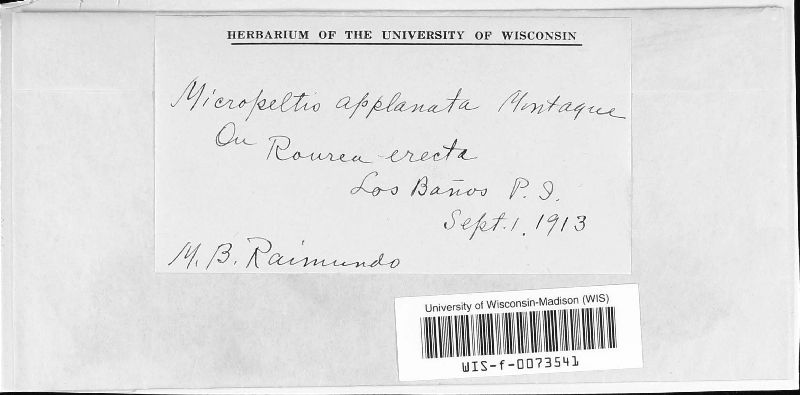 HERBARIUM OF THE UNIVERSITY OF WISCONSIN
Micropeltis applanata Montague
On Rourea erecta
Los Baños P. I.
Sept. 1, 1913
M. B. Raimundo
University of Wisconsin-Madison (WIS)
WIS-f-0073541